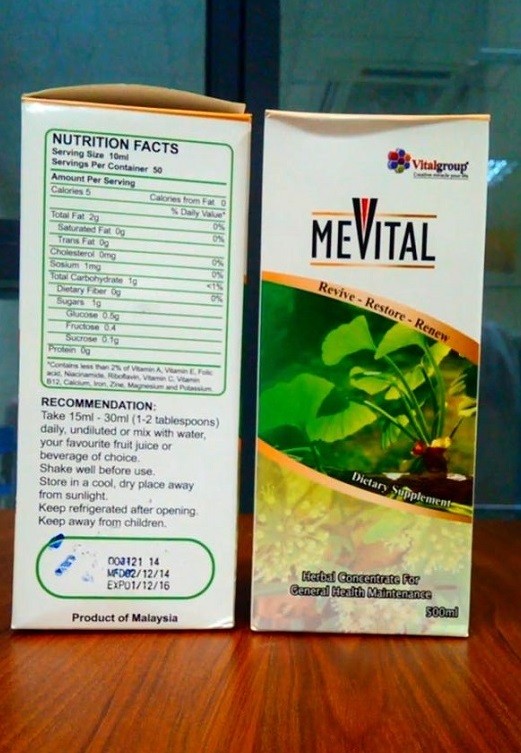 NUTRITION FACTS
Serving Size 10ml
Servings Per Container 50
Amount Per Serving
Calories 5 Calories from Fat 0
% Daily Value*
Total Fat 2g 0%
Saturated Fat 0g 0%
Trans Fat 0g
Cholesterol 0mg 0%
Sosium 1mg 0%
Total Carbohydrate 1g <1%
Dietary Fiber 0g 0%
Sugars 1g
Glucose 0.5g
Fructose 0.4
Sucrose 0.1g
Protein 0g
*Contains less than 2% of Vitamin A, Vitamin E, Folic
acid, Niacinamide, Riboflavin, Vitamin C, Vitamin
B12, Calcium, Iron, Zinc, Magnesium and Potassium.
RECOMMENDATION:
Take 15ml - 30ml (1-2 tablespoons)
daily, undiluted or mix with water,
your favourite fruit juice or
beverage of choice.
Shake well before use.
Store in a cool, dry place away
from sunlight.
Keep refrigerated after opening.
Keep away from children.
14
MFD02/12/14
EXP01/12/16
Product of Malaysia
Vitalgroup
Creative miracle your life
MEVITAL
Revive - Restore - Renew
Dietary Supplement
Herbal Concentrate For
General Health Maintenance
500ml